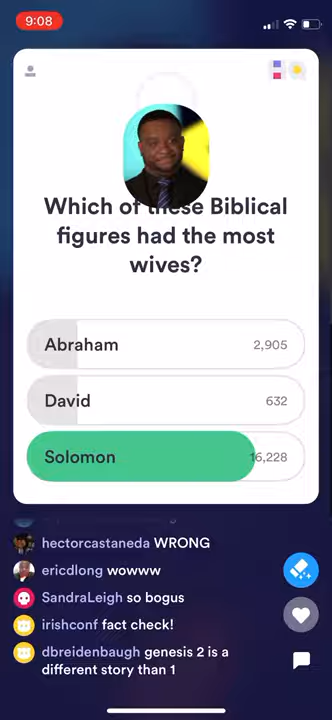 9:08
Which of these Biblical
figures had the most
wives?
Abraham 2,905
David 632
Solomon 16,228
hectorcastaneda WRONG
ericdlong wowww
SandraLeigh so bogus
irishconf fact check!
dbreidenbaugh genesis 2 is a
different story than 1